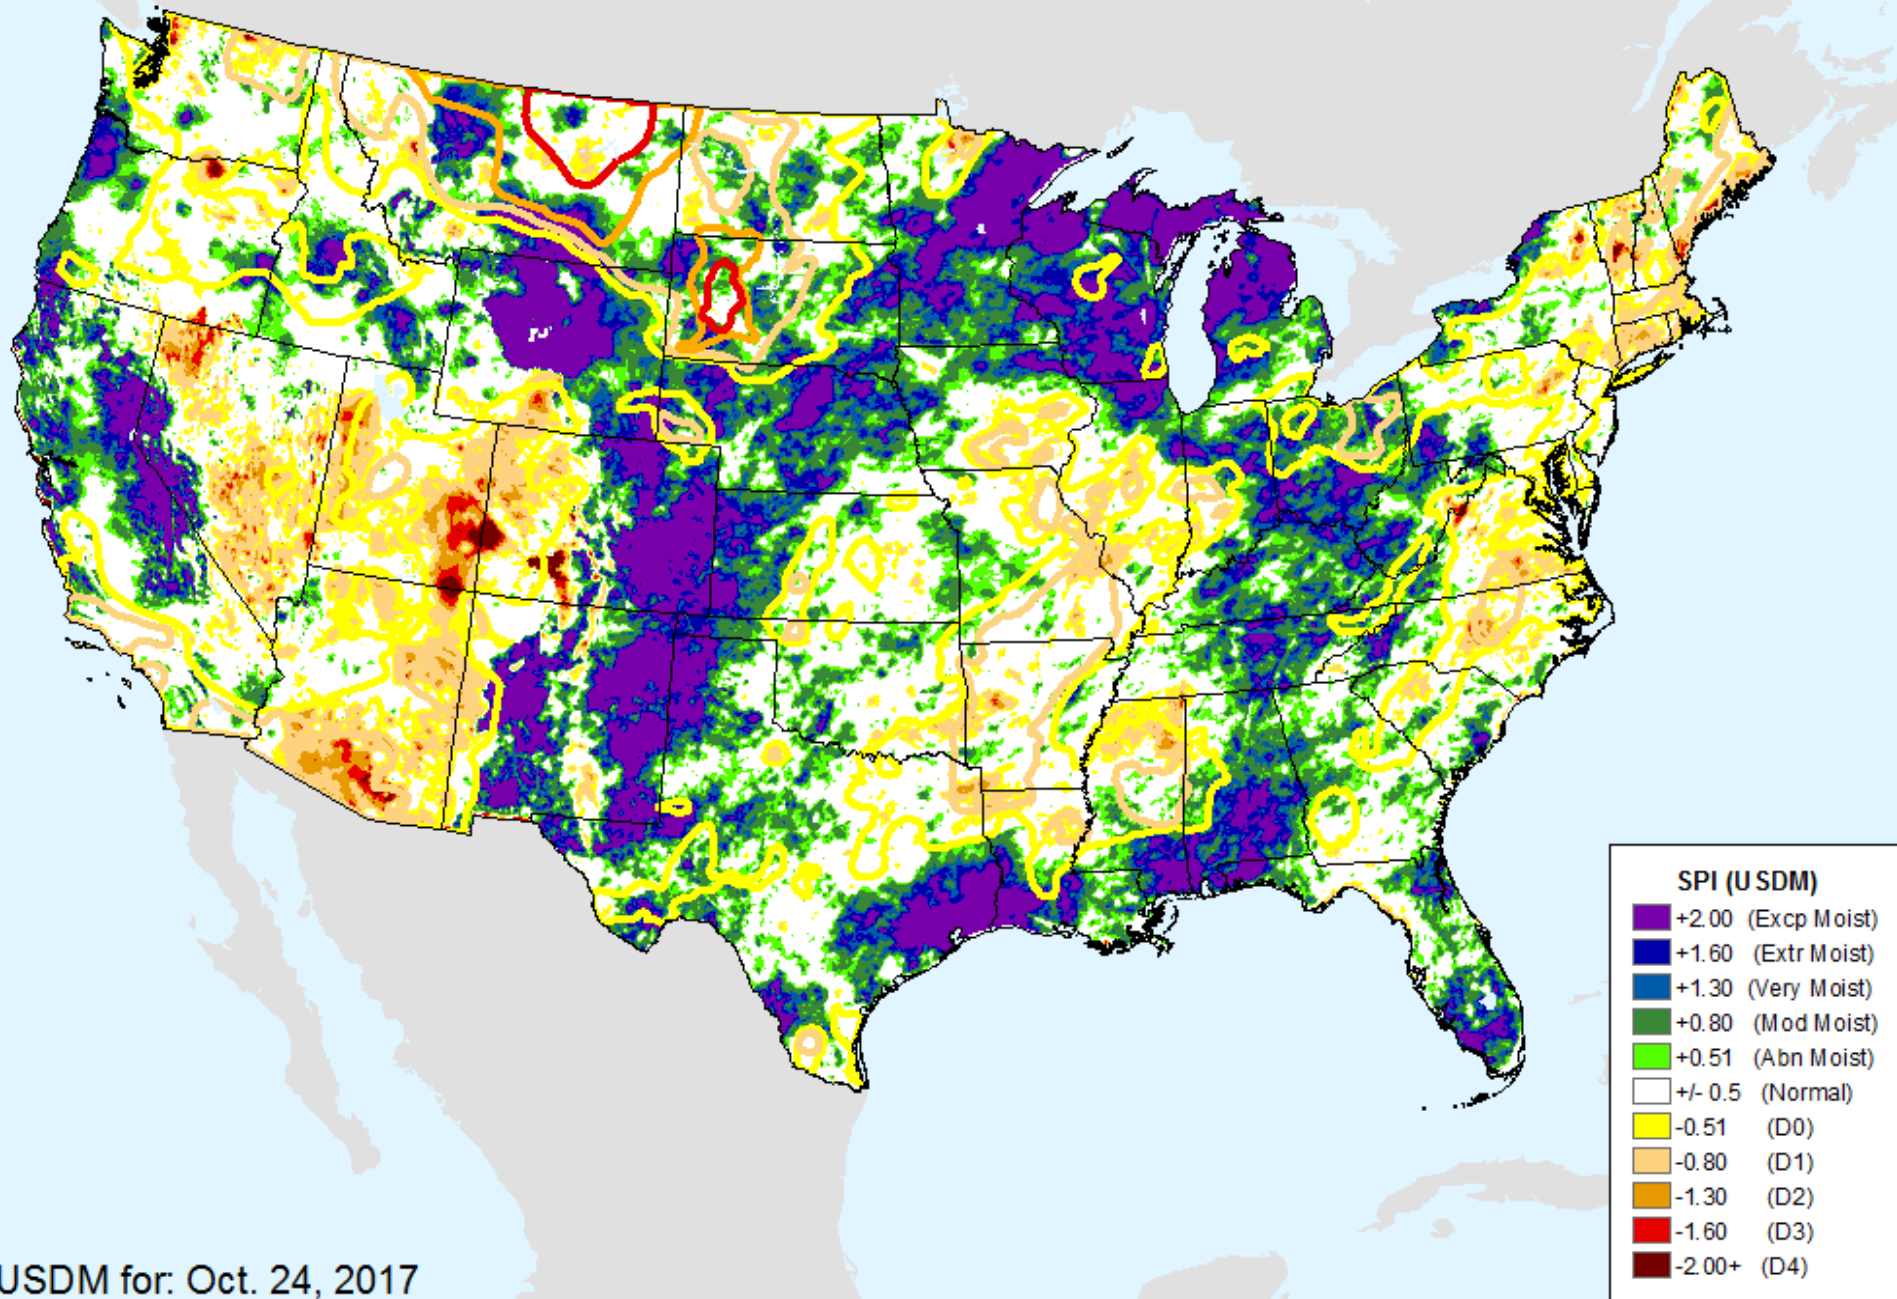 SPI (USDM)
+2.00 (Excp Moist)
+1.60 (Extr Moist)
+1.30 (Very Moist)
+0.80 (Mod Moist)
+0.51 (Abn Moist)
+/- 0.5 (Normal)
-0.51 (D0)
-0.80 (D1)
-1.30 (D2)
-1.60 (D3)
-2.00+ (D4)
USDM for: Oct. 24, 2017